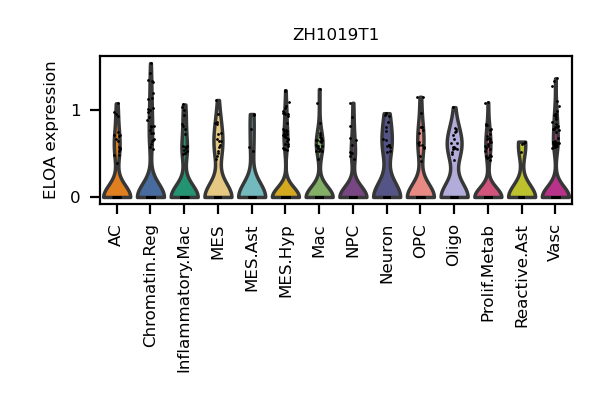 ZH1019T1
ELOA expression
1
0
AC
Chromatin.Reg
Inflammatory.Mac
MES
MES.Ast
MES.Hyp
Mac
NPC
Neuron
OPC
Oligo
Prolif.Metab
Reactive.Ast
Vasc